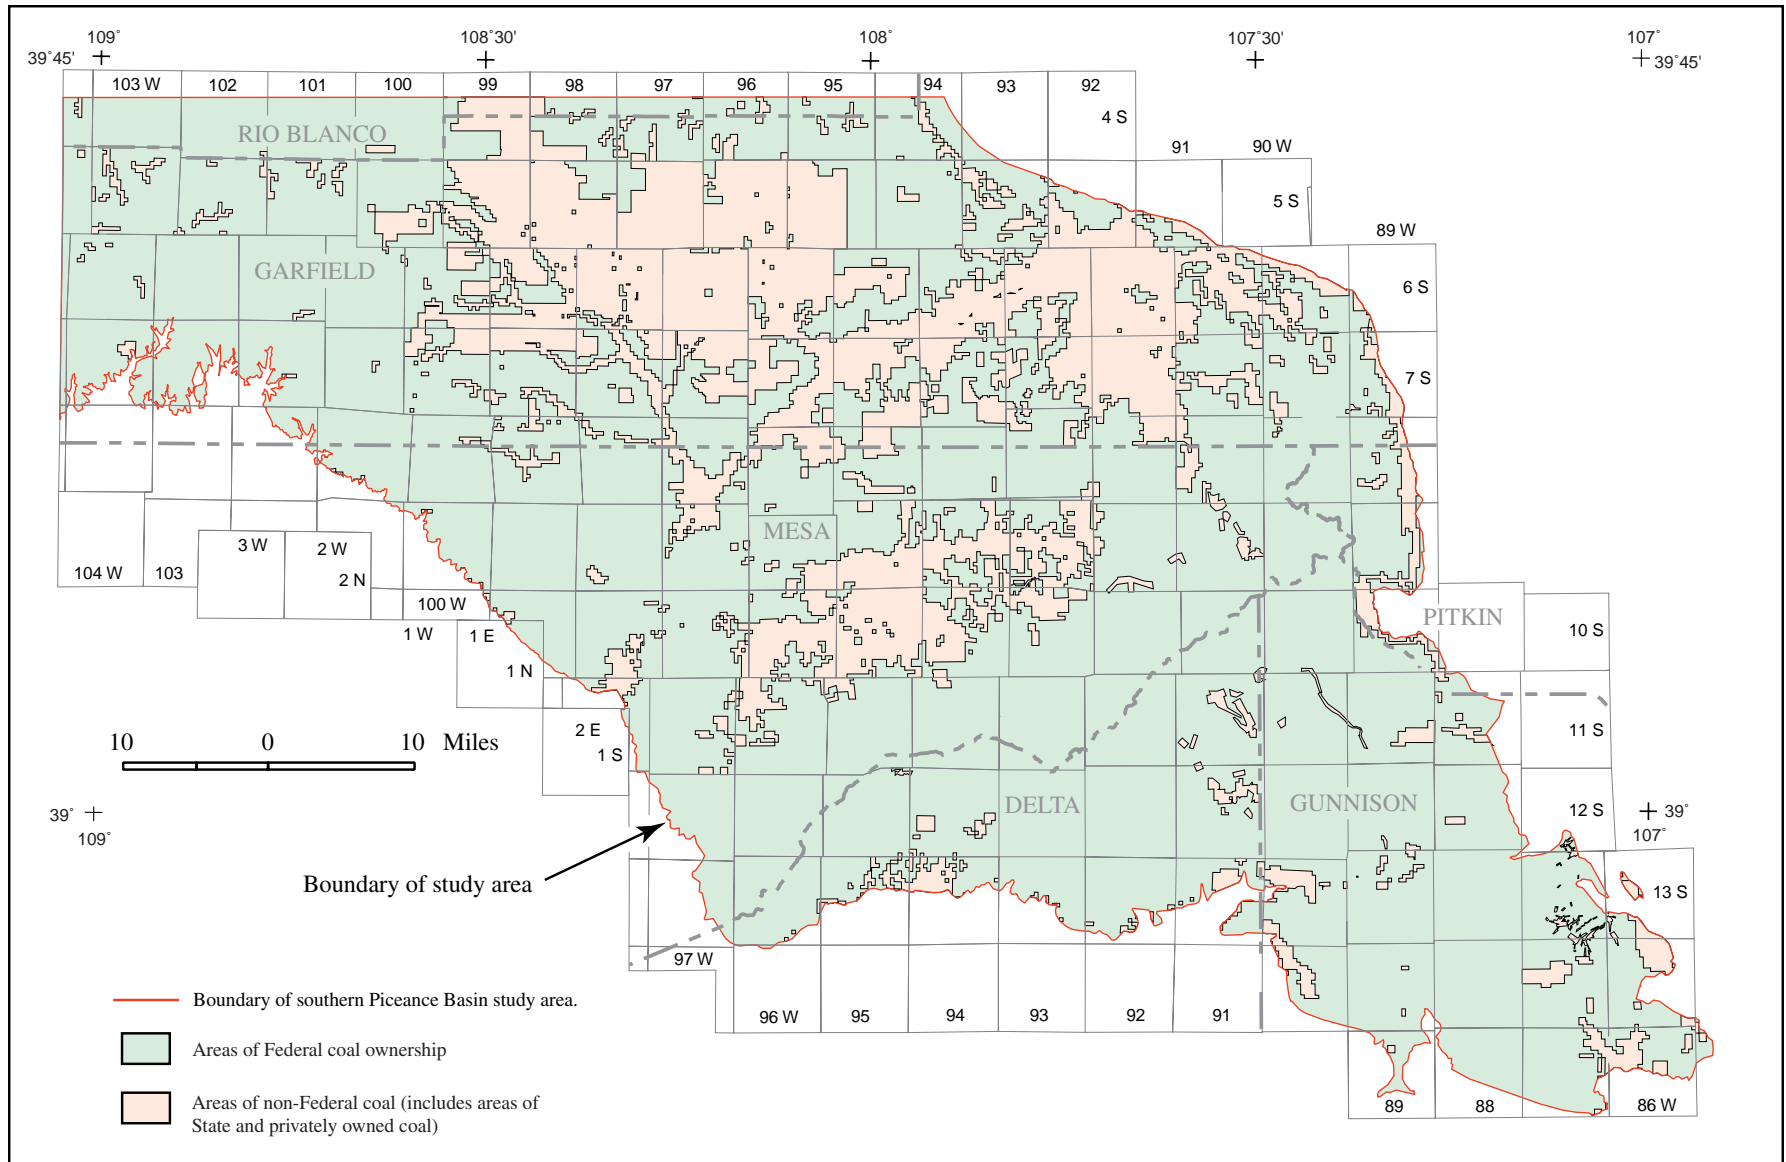 109°
108°30'
108°
107°30'
107°
39°45'
39°45'
103 W
102
101
100
99
98
97
96
95
94
93
92
4 S
RIO BLANCO
91
90 W
5 S
89 W
GARFIELD
6 S
7 S
MESA
3 W
2 W
2 N
104 W
103
100 W
1 W
1 E
1 N
PITKIN
10 S
2 E
1 S
11 S
10
0
10
Miles
DELTA
GUNNISON
12 S
39°
109°
39°
107°
Boundary of study area
13 S
97 W
96 W
95
94
93
92
91
89
88
86 W
Boundary of southern Piceance Basin study area.
Areas of Federal coal ownership
Areas of non-Federal coal (includes areas of
State and privately owned coal)